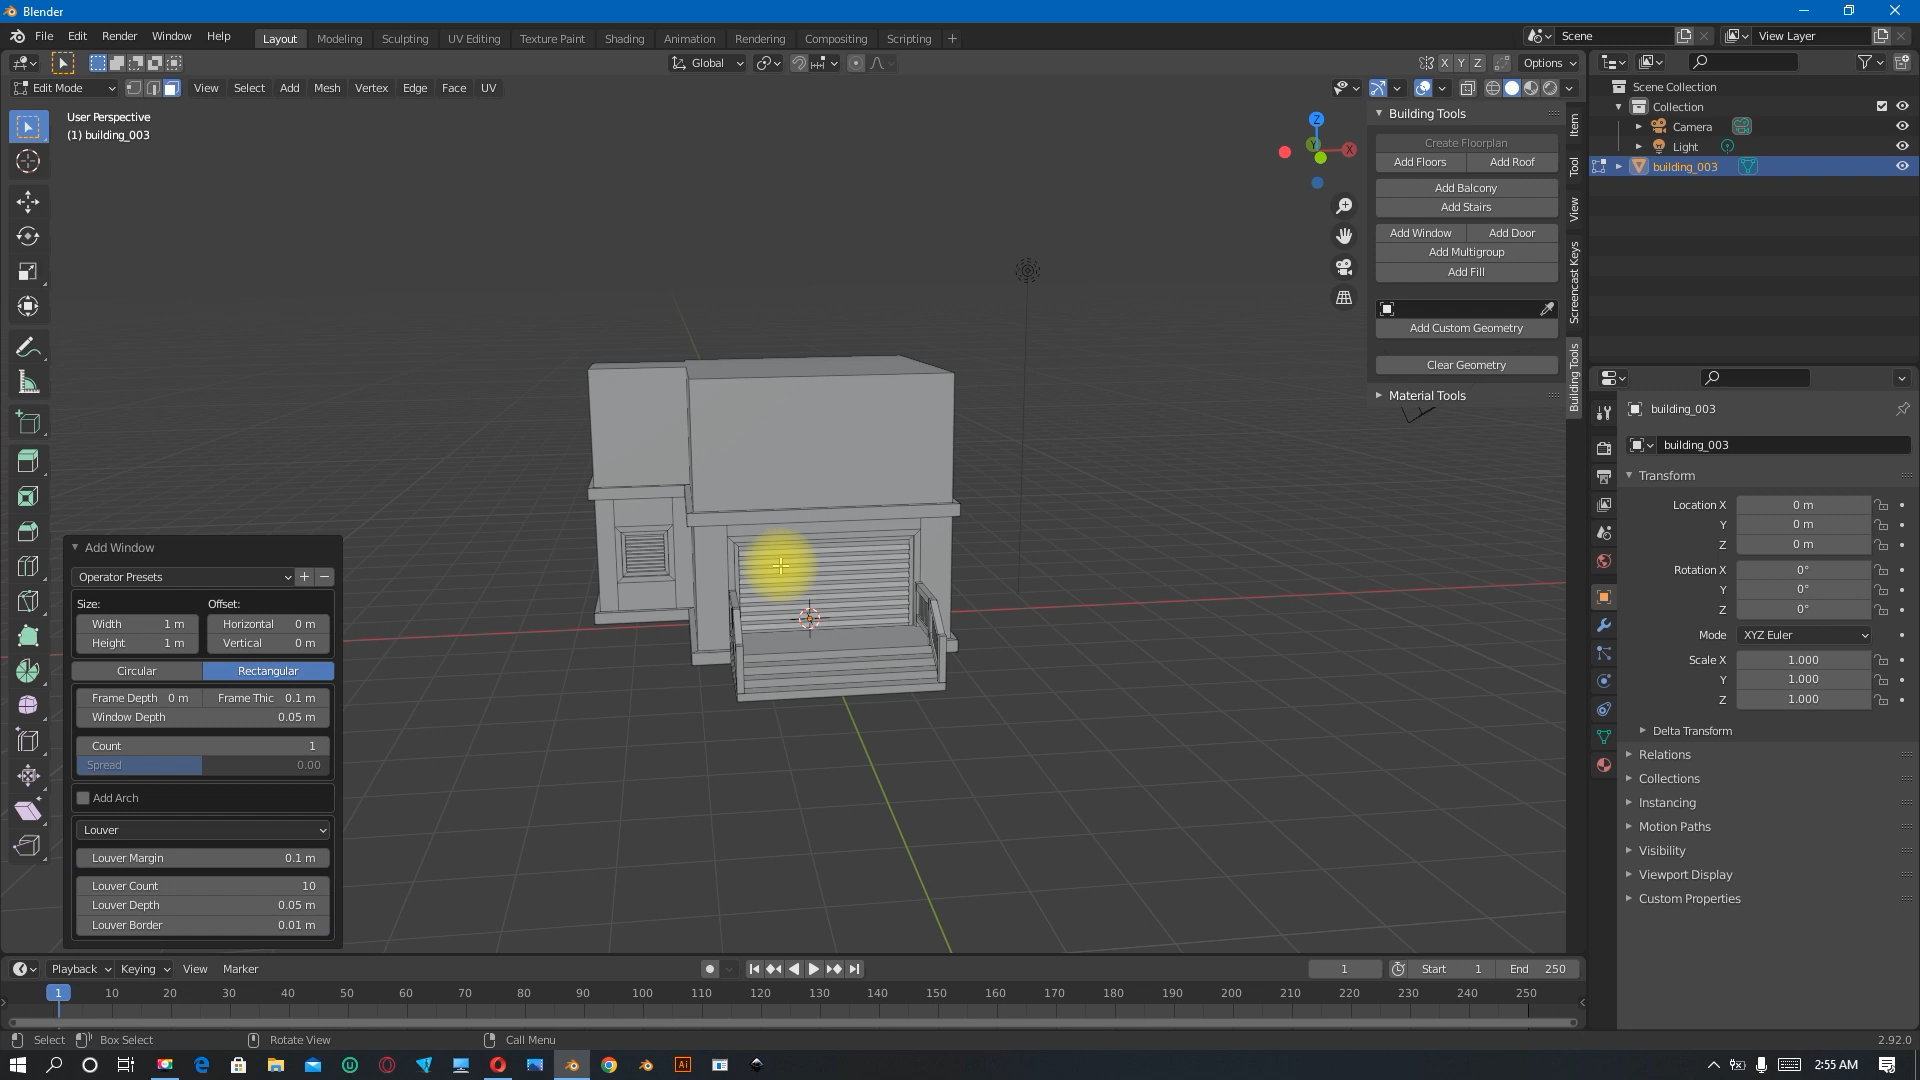 Blender
File Edit Render Window Help
Layout Modeling Sculpting UV Editing Texture Paint Shading Animation Rendering Compositing Scripting +
Scene
View Layer
Global
X Y Z
Options
Edit Mode
View Select Add Mesh Vertex Edge Face UV
User Perspective
(1) building_003
Z
Y
X
Building Tools
Create Floorplan
Add Floors Add Roof
Add Balcony
Add Stairs
Add Window Add Door
Add Multigroup
Add Fill
Add Custom Geometry
Clear Geometry
Material Tools
Item
Tool
View
Screencast Keys
Building Tools
Scene Collection
Collection
Camera
Light
building_003
building_003
building_003
Transform
Location X 0 m
Y 0 m
Z 0 m
Rotation X 0°
Y 0°
Z 0°
Mode XYZ Euler
Scale X 1.000
Y 1.000
Z 1.000
Delta Transform
Relations
Collections
Instancing
Motion Paths
Visibility
Viewport Display
Custom Properties
Add Window
Operator Presets
Size: Offset:
Width 1 m Horizontal 0 m
Height 1 m Vertical 0 m
Circular Rectangular
Frame Depth 0 m Frame Thic 0.1 m
Window Depth 0.05 m
Count 1
Spread 0.00
Add Arch
Louver
Louver Margin 0.1 m
Louver Count 10
Louver Depth 0.05 m
Louver Border 0.01 m
Playback Keying View Marker
1 Start 1 End 250
1 10 20 30 40 50 60 70 80 90 100 110 120 130 140 150 160 170 180 190 200 210 220 230 240 250
Select Box Select Rotate View Call Menu 2.92.0
Ai
2:55 AM